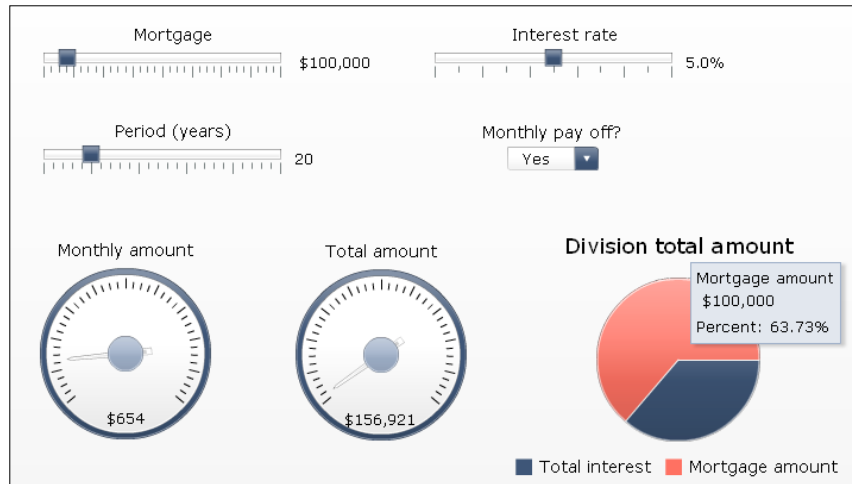 Mortgage
$100,000
Interest rate
5.0%
Period (years)
20
Monthly pay off?
Yes
Monthly amount
$654
Total amount
$156,921
Division total amount
Mortgage amount
$100,000
Percent: 63.73%
Total interest
Mortgage amount